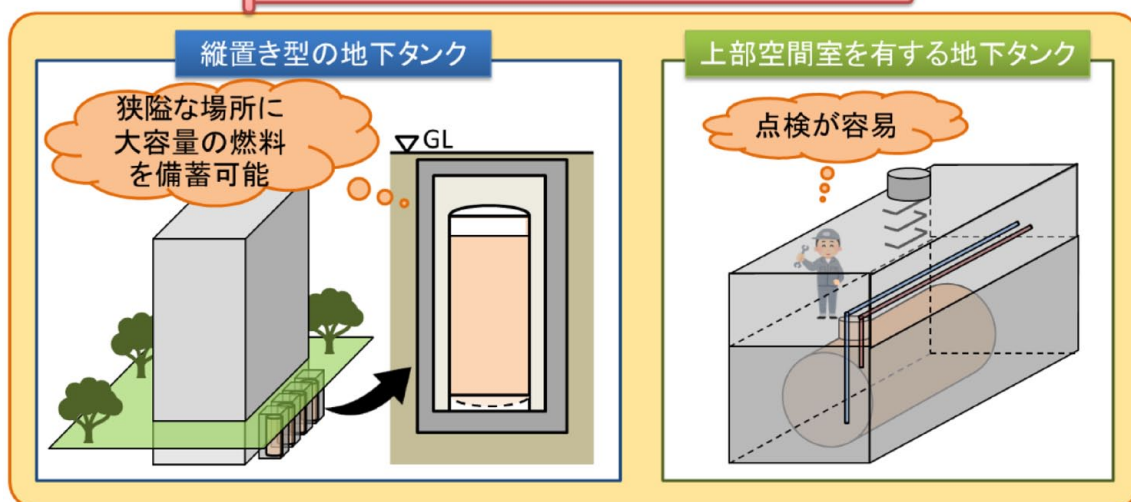 縦置き型の地下タンク
狭隘な場所に
大容量の燃料
を備蓄可能
GL
上部空間室を有する地下タンク
点検が容易